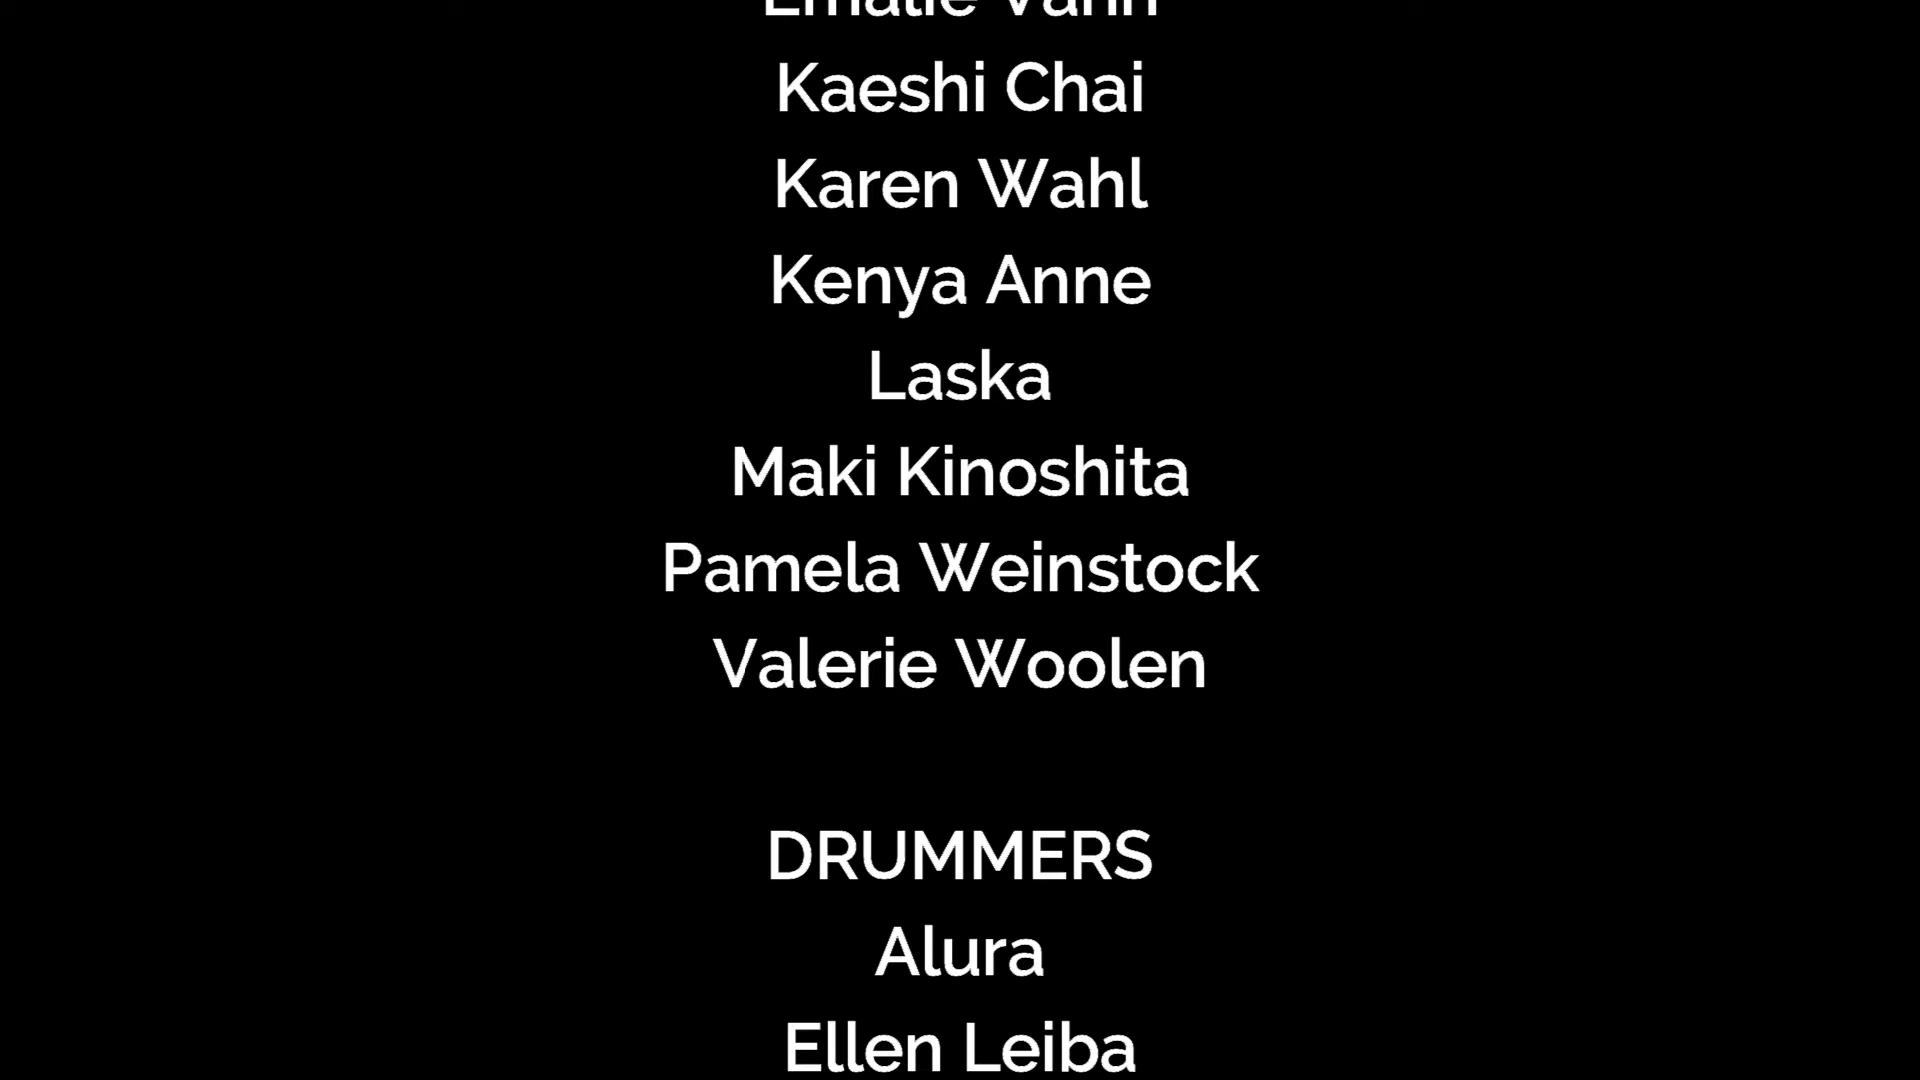 Kaeshi Chai
Karen Wahl
Kenya Anne
Laska
Maki Kinoshita
Pamela Weinstock
Valerie Woolen
DRUMMERS
Alura
Ellen Leiba